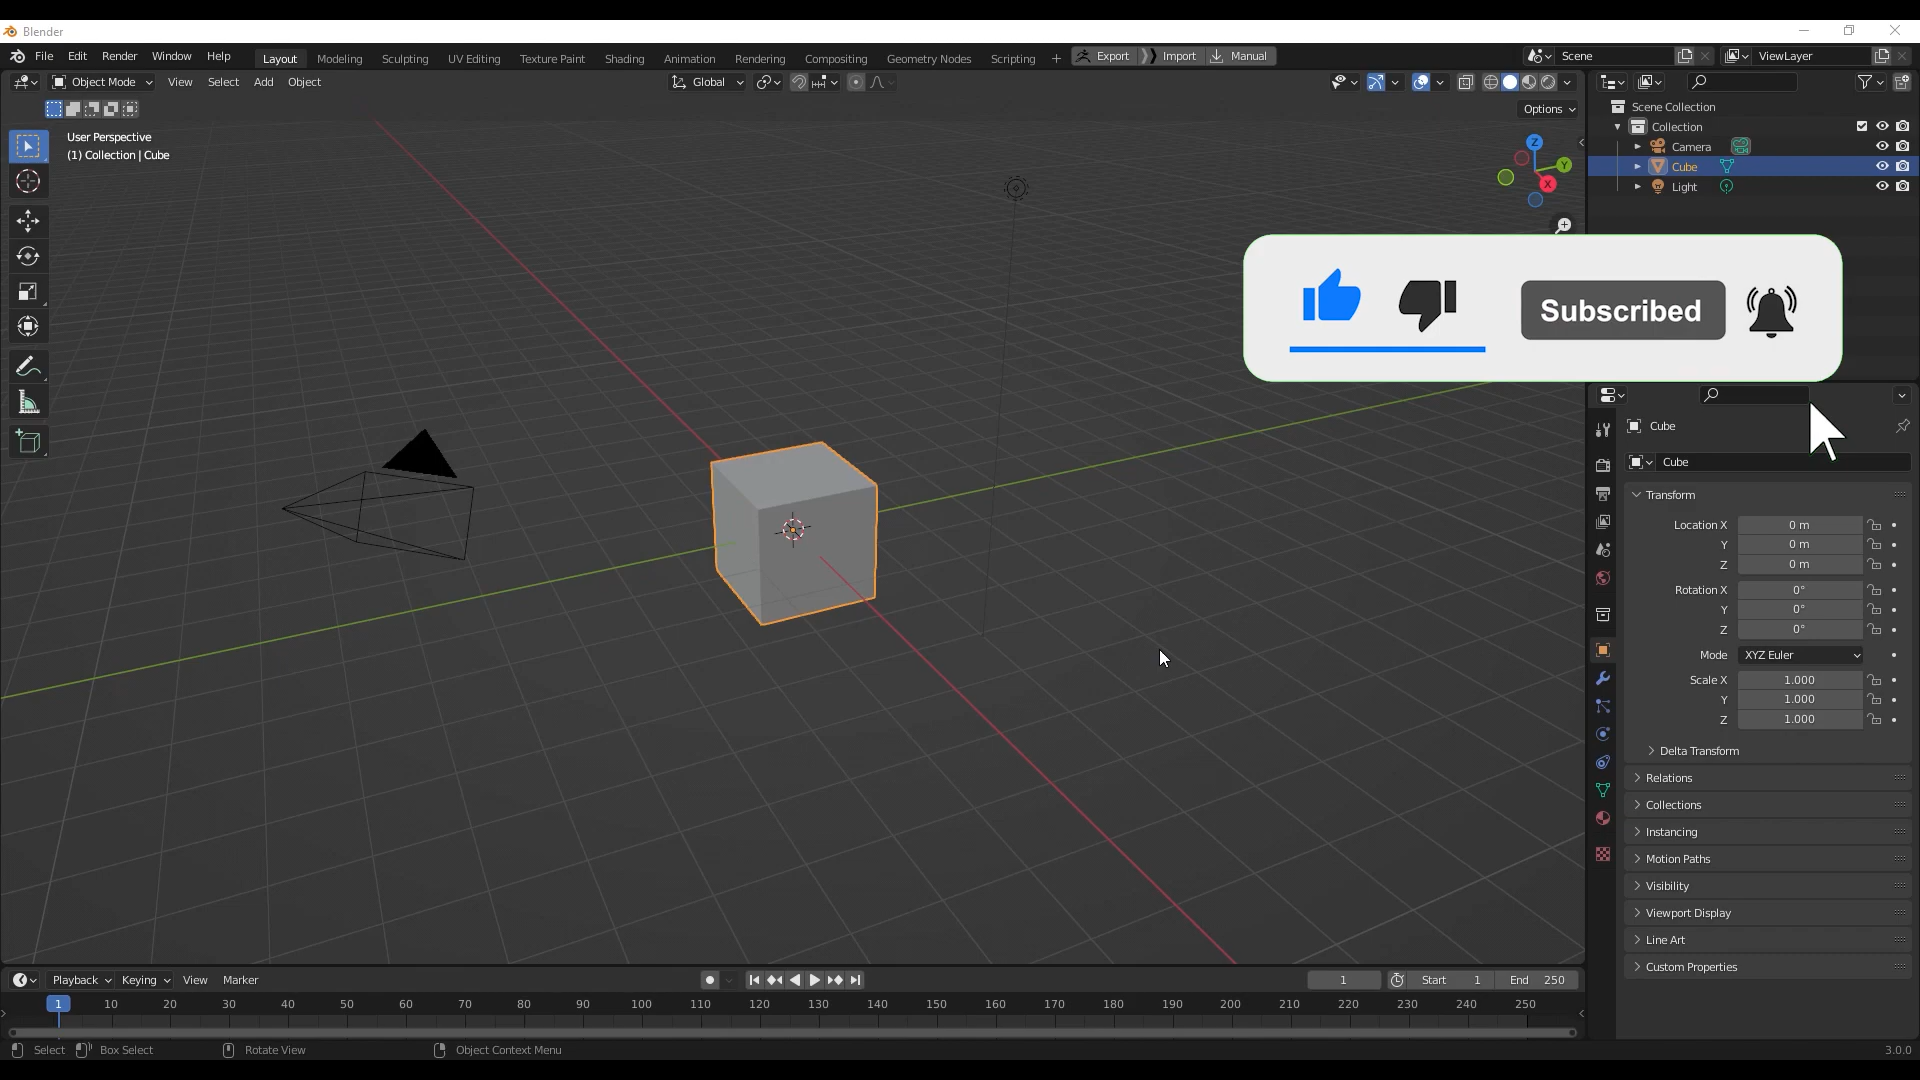 Blender
File Edit Render Window Help Layout Modeling Sculpting UV Editing Texture Paint Shading Animation Rendering Compositing Geometry Nodes Scripting + Export Import Manual Scene ViewLayer
Object Mode View Select Add Object Global
Options
User Perspective
(1) Collection | Cube
Z
Y
X
Scene Collection
Collection
Camera
Cube
Light
Subscribed
Cube
Cube
Transform
Location X 0 m
Y 0 m
Z 0 m
Rotation X 0°
Y 0°
Z 0°
Mode XYZ Euler
Scale X 1.000
Y 1.000
Z 1.000
Delta Transform
Relations
Collections
Instancing
Motion Paths
Visibility
Viewport Display
Line Art
Custom Properties
Playback Keying View Marker 1 Start 1 End 250
1 10 20 30 40 50 60 70 80 90 100 110 120 130 140 150 160 170 180 190 200 210 220 230 240 250
Select Box Select Rotate View Object Context Menu 3.0.0